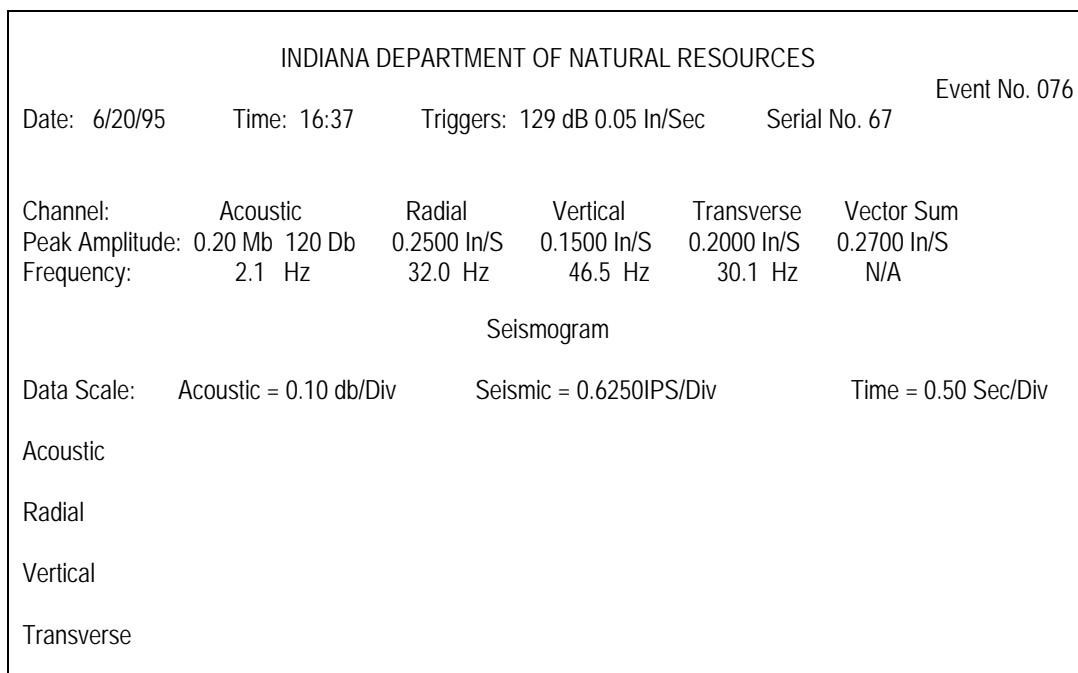 INDIANA DEPARTMENT OF NATURAL RESOURCES
Event No. 076
Date: 6/20/95 Time: 16:37 Triggers: 129 dB 0.05 In/Sec Serial No. 67
Channel: Acoustic Radial Vertical Transverse Vector Sum
Peak Amplitude: 0.20 Mb 120 Db 0.2500 In/S 0.1500 In/S 0.2000 In/S 0.2700 In/S
Frequency: 2.1 Hz 32.0 Hz 46.5 Hz 30.1 Hz N/A
Seismogram
Data Scale: Acoustic = 0.10 db/Div Seismic = 0.6250IPS/Div Time = 0.50 Sec/Div
Acoustic
Radial
Vertical
Transverse